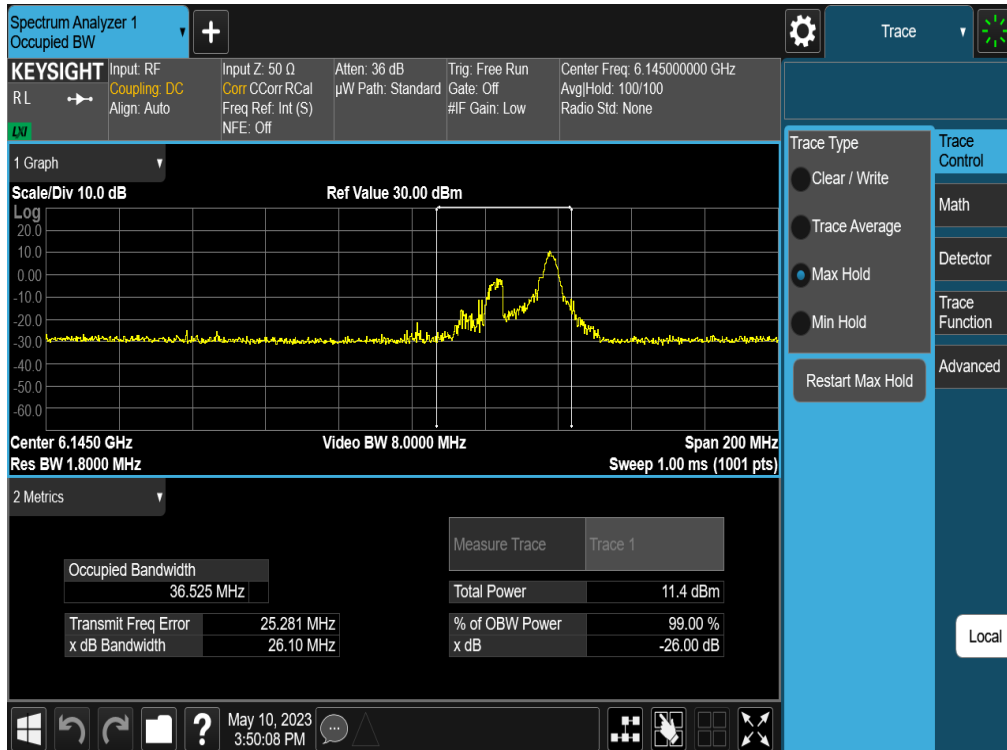 Spectrum Analyzer 1
Occupied BW
+
Trace
KEYSIGHT
R L
LXI
Input: RF
Coupling: DC
Align: Auto
Input Z: 50 Ω
Corr CCorr RCal
Freq Ref: Int (S)
NFE: Off
Atten: 36 dB
µW Path: Standard
Trig: Free Run
Gate: Off
#IF Gain: Low
Center Freq: 6.145000000 GHz
Avg|Hold: 100/100
Radio Std: None
1 Graph
Scale/Div 10.0 dB
Ref Value 30.00 dBm
Log
20.0
10.0
0.00
-10.0
-20.0
-30.0
-40.0
-50.0
-60.0
Center 6.1450 GHz
Video BW 8.0000 MHz
Span 200 MHz
Res BW 1.8000 MHz
Sweep 1.00 ms (1001 pts)
2 Metrics
Measure Trace
Trace 1
Occupied Bandwidth
36.525 MHz
Total Power
11.4 dBm
Transmit Freq Error
25.281 MHz
% of OBW Power
99.00 %
x dB Bandwidth
26.10 MHz
x dB
-26.00 dB
Trace Type
Clear / Write
Trace Average
Max Hold
Min Hold
Restart Max Hold
Trace
Control
Math
Detector
Trace
Function
Advanced
Local
?
May 10, 2023
3:50:08 PM